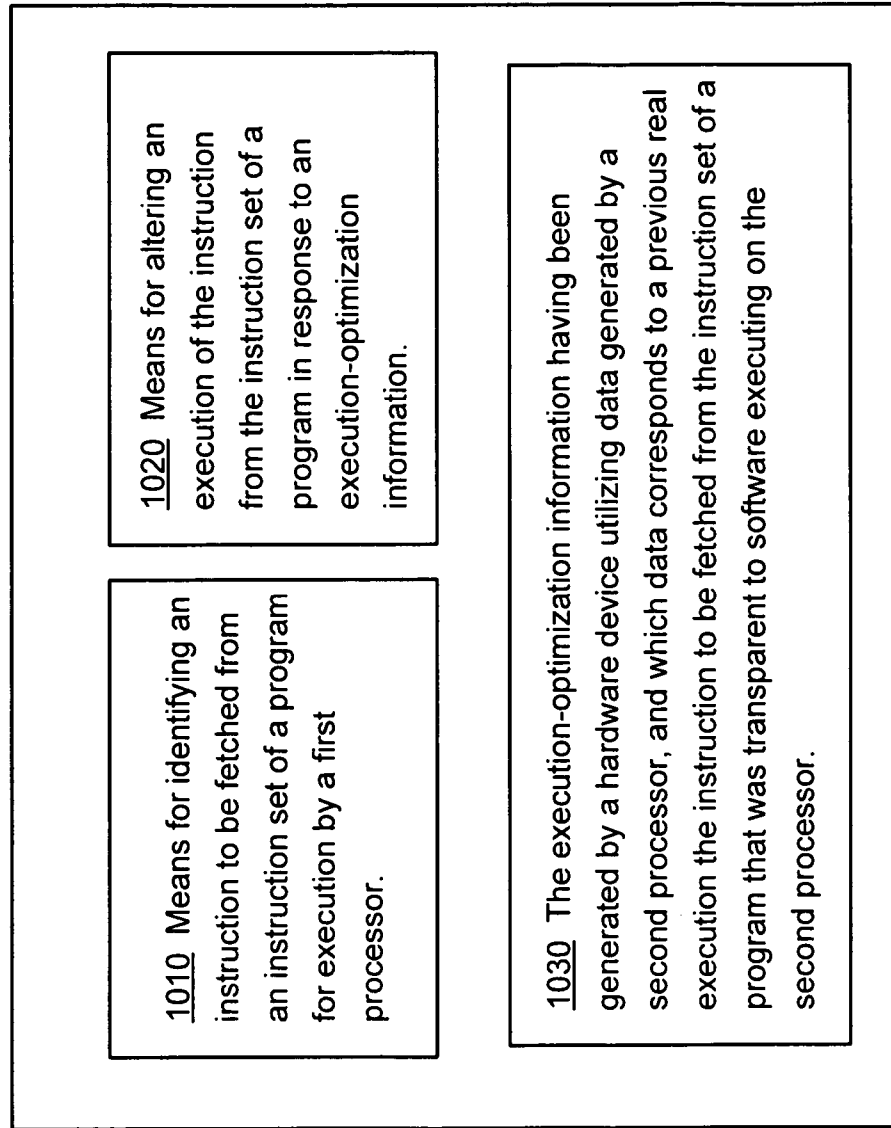 1010 Means for identifying an
instruction to be fetched from
an instruction set of a program
for execution by a first
processor.
1020 Means for altering an
execution of the instruction
from the instruction set of a
program in response to an
execution-optimization
information.
1030 The execution-optimization information having been
generated by a hardware device utilizing data generated by a
second processor, and which data corresponds to a previous real
execution the instruction to be fetched from the instruction set of a
program that was transparent to software executing on the
second processor.